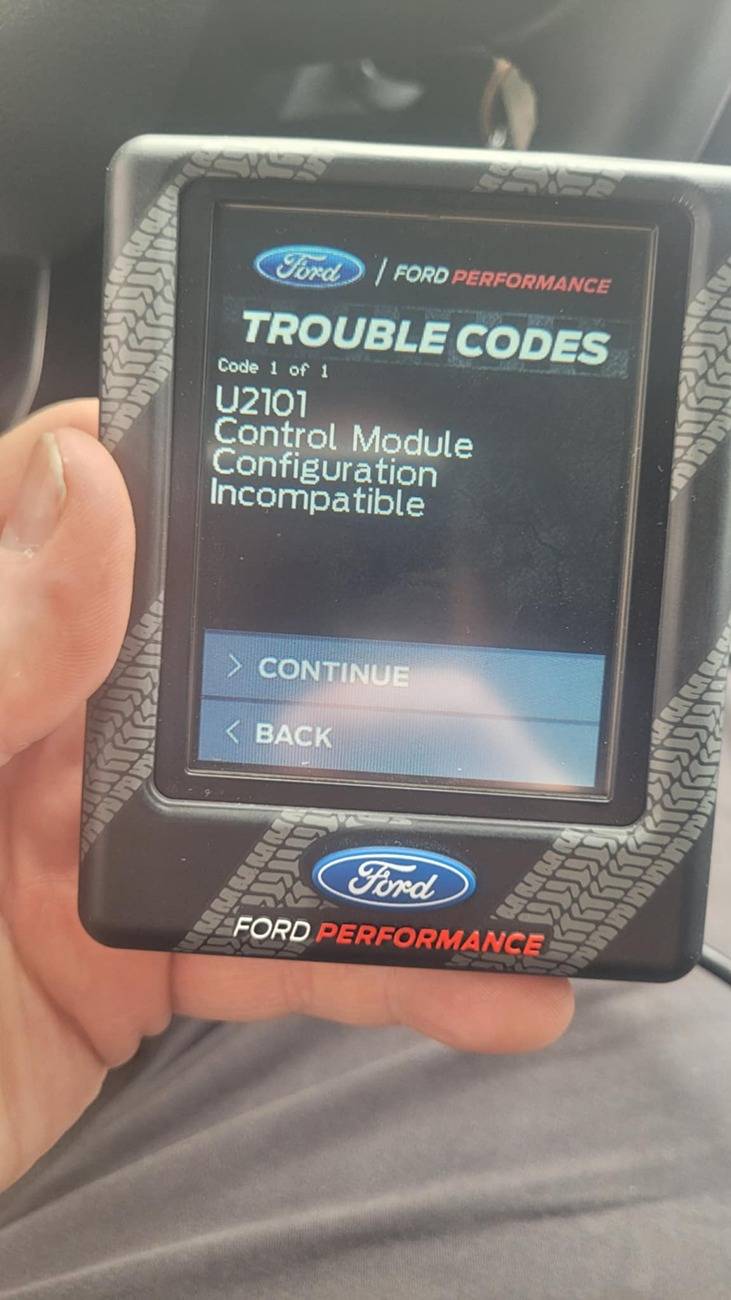 Ford / FORD PERFORMANCE
TROUBLE CODES
Code 1 of 1
U2101
Control Module
Configuration
Incompatible
> CONTINUE
< BACK
Ford
FORD PERFORMANCE